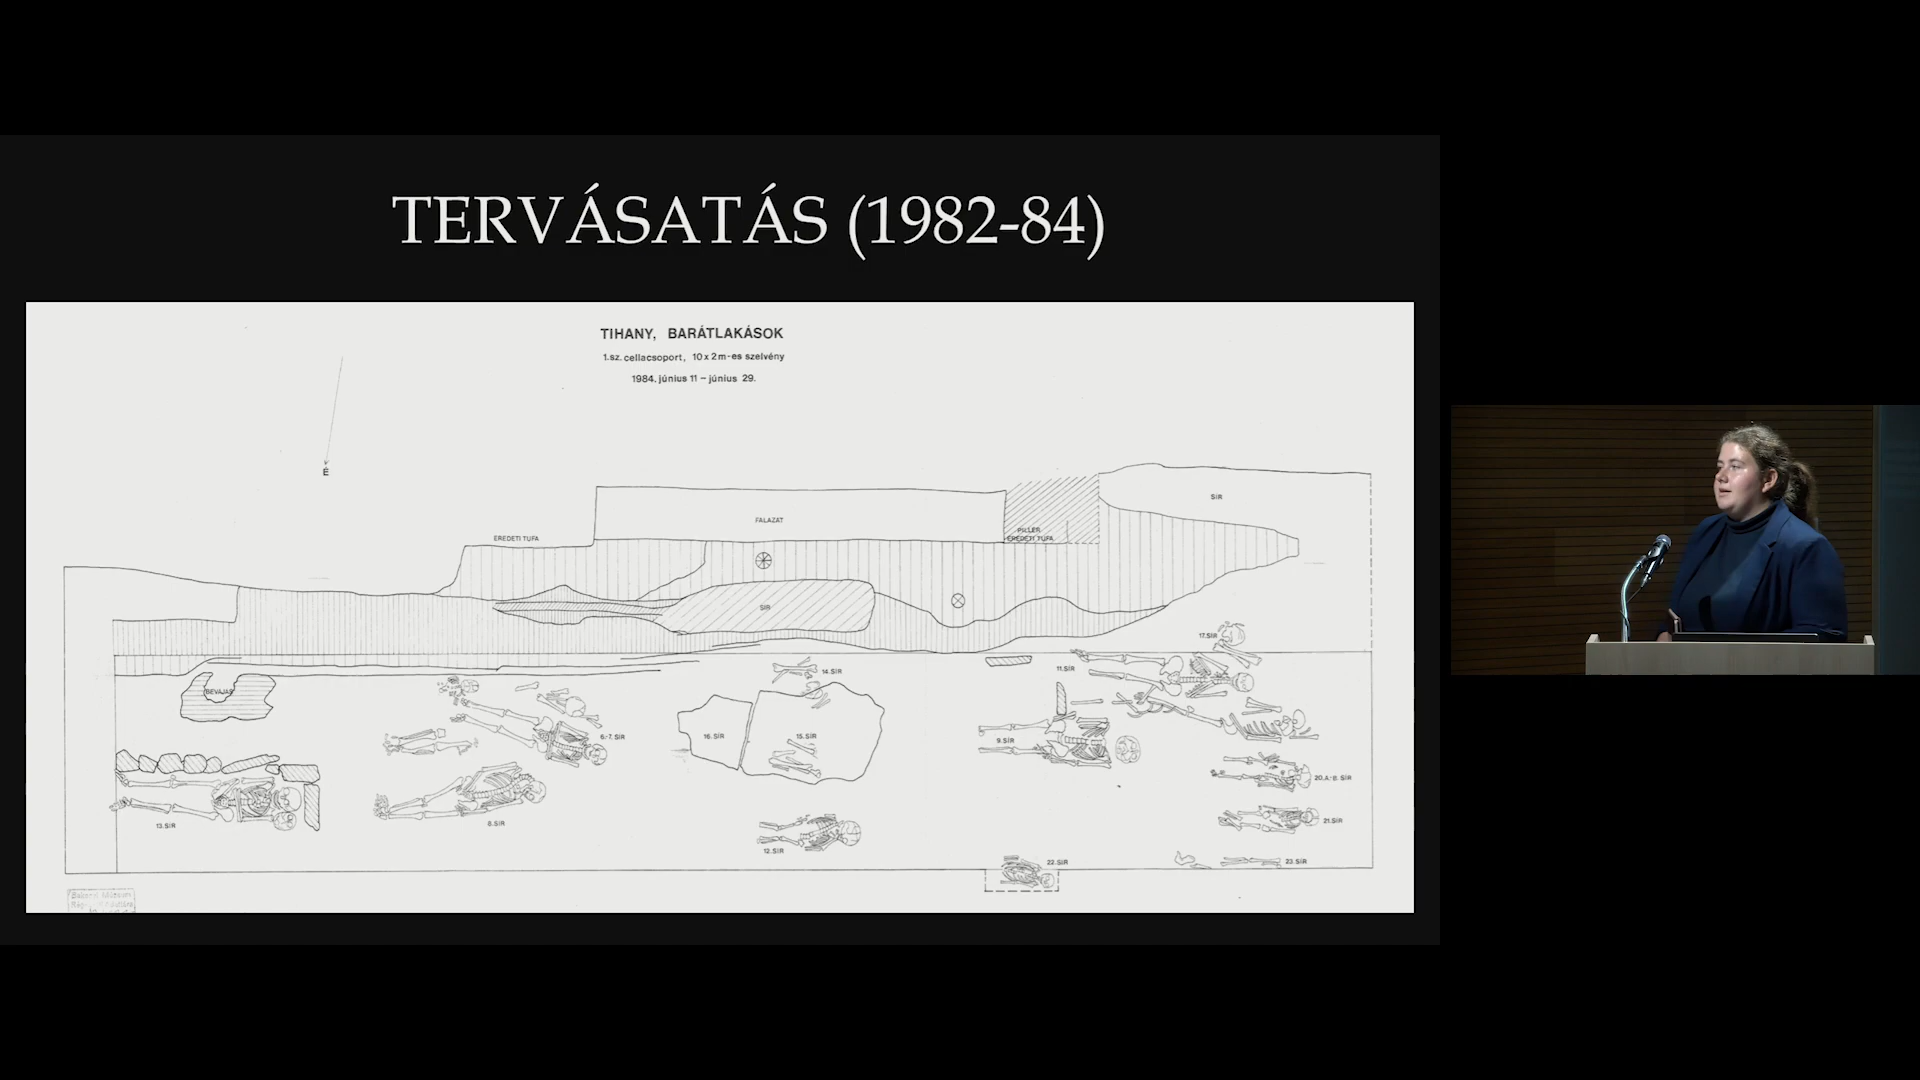 TERVÁSATÁS (1982-84)
TIHANY, BARÁTLAKÁSOK
1.sz. cellacsoport, 10 x 2 m-es szelvény
1984. június 11 – június 29.
É
SÍR
FALAZAT
PILLÉR
EREDETI TUFA
EREDETI TUFA
SÍR
17. SÍR
14. SÍR
11. SÍR
BEVÁJÁS
6.-7. SÍR
16. SÍR
15. SÍR
9. SÍR
20. A.-B. SÍR
13. SÍR
8. SÍR
21. SÍR
12. SÍR
22. SÍR
23. SÍR